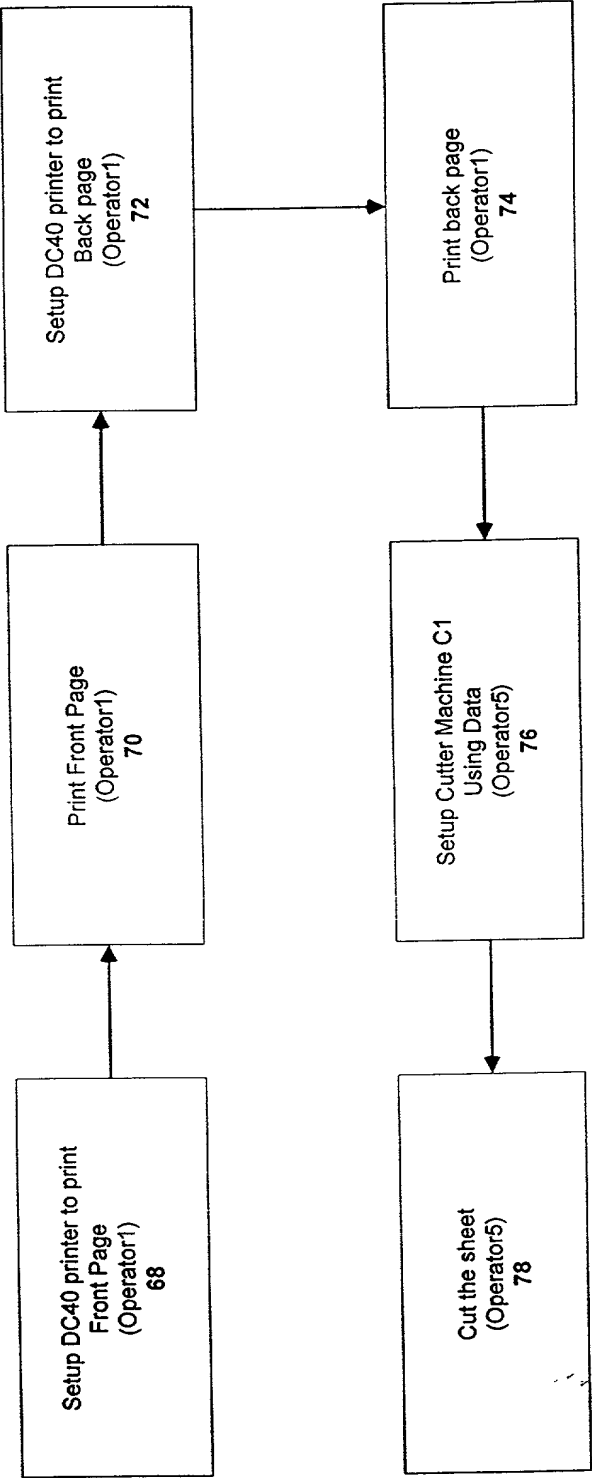 Setup DC40 printer to print
Front Page
(Operator1)
68
Print Front Page
(Operator1)
70
Setup DC40 printer to print
Back page
(Operator1)
72
Print back page
(Operator1)
74
Setup Cutter Machine C1
Using Data
(Operator5)
76
Cut the sheet
(Operator5)
78